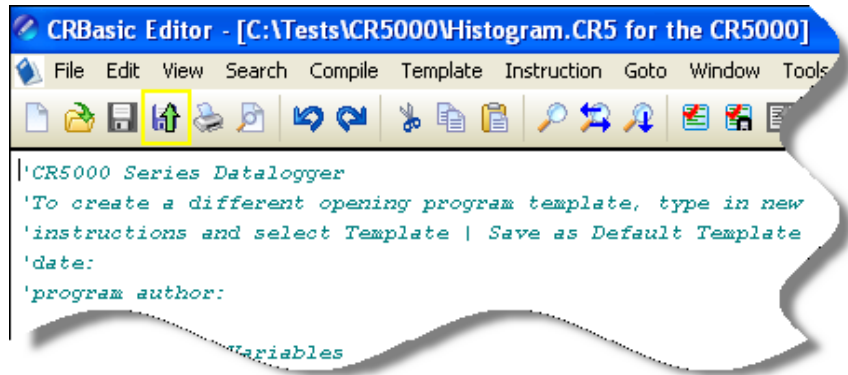 CRBasic Editor - [C:\Tests\CR5000\Histogram.CR5 for the CR5000]
File Edit View Search Compile Template Instruction Goto Window Tools
'CR5000 Series Datalogger
'To create a different opening program template, type in new
'instructions and select Template | Save as Default Template
'date:
'program author:
Variables